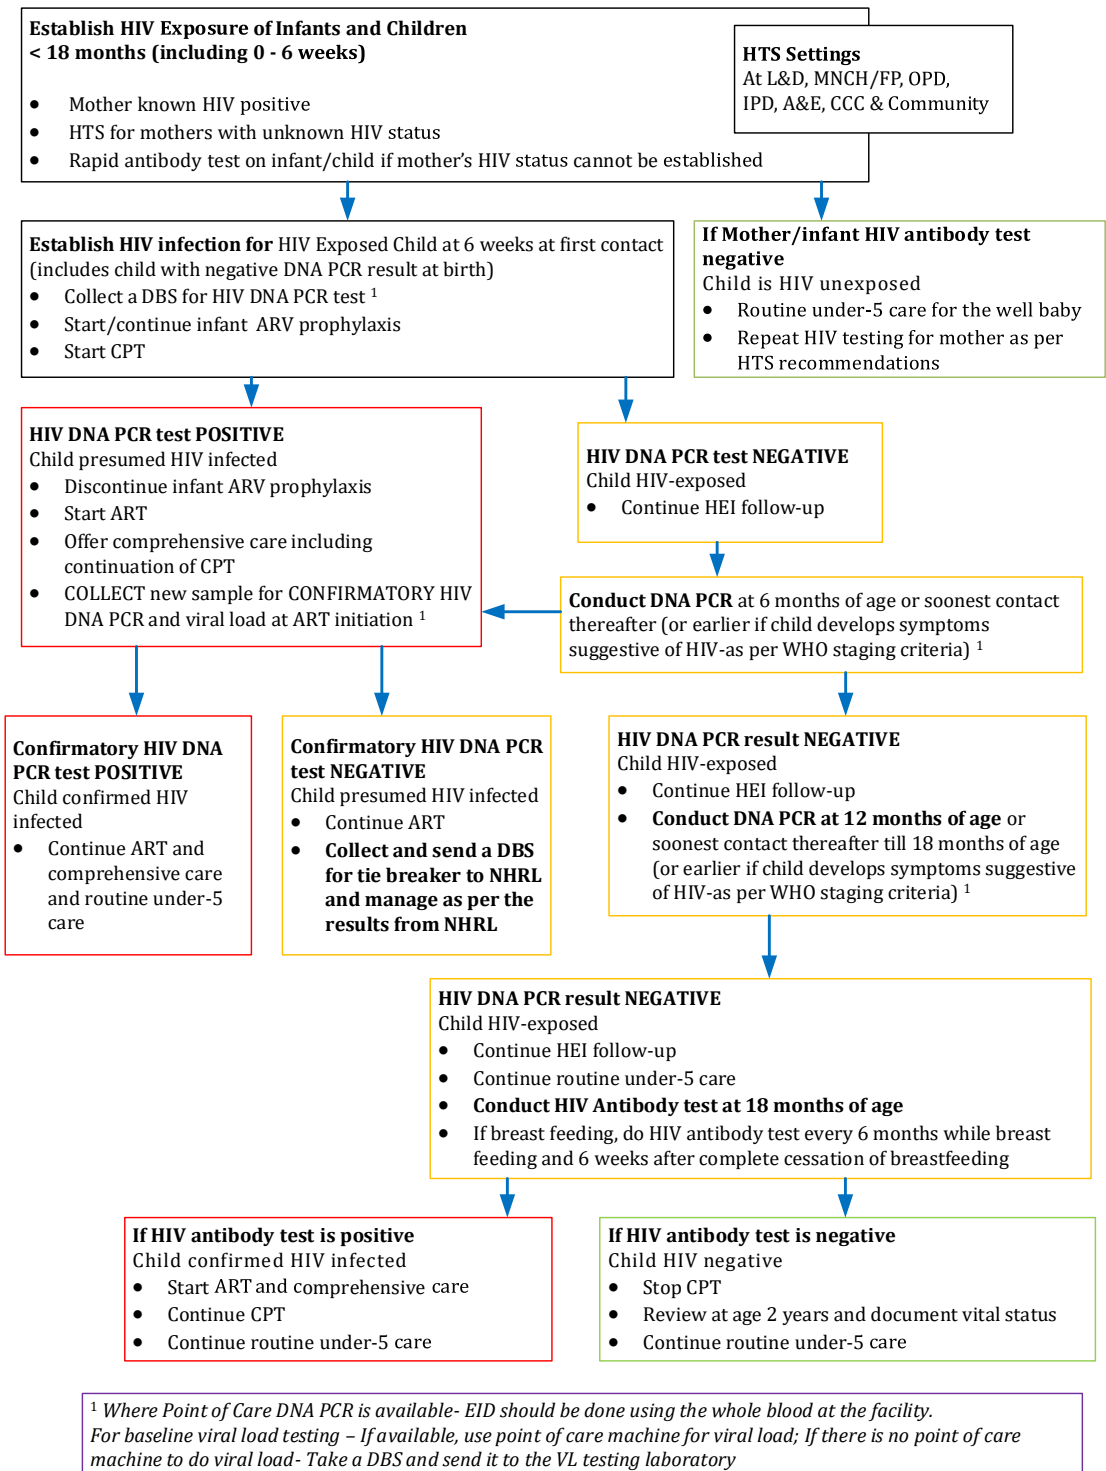 Establish HIV Exposure of Infants and Children
< 18 months (including 0 - 6 weeks)
• Mother known HIV positive
• HTS for mothers with unknown HIV status
• Rapid antibody test on infant/child if mother's HIV status cannot be established
HTS Settings
At L&D, MNCH/FP, OPD,
IPD, A&E, CCC & Community
Establish HIV infection for HIV Exposed Child at 6 weeks at first contact
(includes child with negative DNA PCR result at birth)
• Collect a DBS for HIV DNA PCR test 1
• Start/continue infant ARV prophylaxis
• Start CPT
If Mother/infant HIV antibody test
negative
Child is HIV unexposed
• Routine under-5 care for the well baby
• Repeat HIV testing for mother as per
HTS recommendations
HIV DNA PCR test POSITIVE
Child presumed HIV infected
• Discontinue infant ARV prophylaxis
• Start ART
• Offer comprehensive care including
continuation of CPT
• COLLECT new sample for CONFIRMATORY HIV
DNA PCR and viral load at ART initiation 1
HIV DNA PCR test NEGATIVE
Child HIV-exposed
• Continue HEI follow-up
Conduct DNA PCR at 6 months of age or soonest contact
thereafter (or earlier if child develops symptoms
suggestive of HIV-as per WHO staging criteria) 1
Confirmatory HIV DNA
PCR test POSITIVE
Child confirmed HIV
infected
• Continue ART and
comprehensive care
and routine under-5
care
Confirmatory HIV DNA PCR
test NEGATIVE
Child presumed HIV infected
• Continue ART
• Collect and send a DBS
for tie breaker to NHRL
and manage as per the
results from NHRL
HIV DNA PCR result NEGATIVE
Child HIV-exposed
• Continue HEI follow-up
• Conduct DNA PCR at 12 months of age or
soonest contact thereafter till 18 months of age
(or earlier if child develops symptoms suggestive
of HIV-as per WHO staging criteria) 1
HIV DNA PCR result NEGATIVE
Child HIV-exposed
• Continue HEI follow-up
• Continue routine under-5 care
• Conduct HIV Antibody test at 18 months of age
• If breast feeding, do HIV antibody test every 6 months while breast
feeding and 6 weeks after complete cessation of breastfeeding
If HIV antibody test is positive
Child confirmed HIV infected
• Start ART and comprehensive care
• Continue CPT
• Continue routine under-5 care
If HIV antibody test is negative
Child HIV negative
• Stop CPT
• Review at age 2 years and document vital status
• Continue routine under-5 care
1 Where Point of Care DNA PCR is available- EID should be done using the whole blood at the facility.
For baseline viral load testing – If available, use point of care machine for viral load; If there is no point of care
machine to do viral load- Take a DBS and send it to the VL testing laboratory